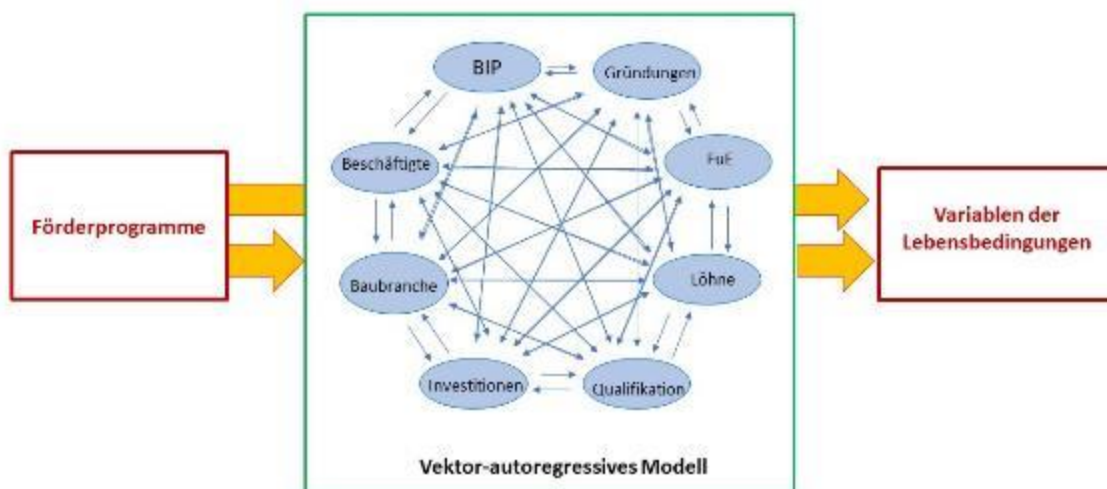 BIP
Gründungen
Beschäftigte
FuE
Förderprogramme
Variablen der
Lebensbedingungen
Baubranche
Löhne
Investitionen
Qualifikation
Vektor-autoregressives Modell